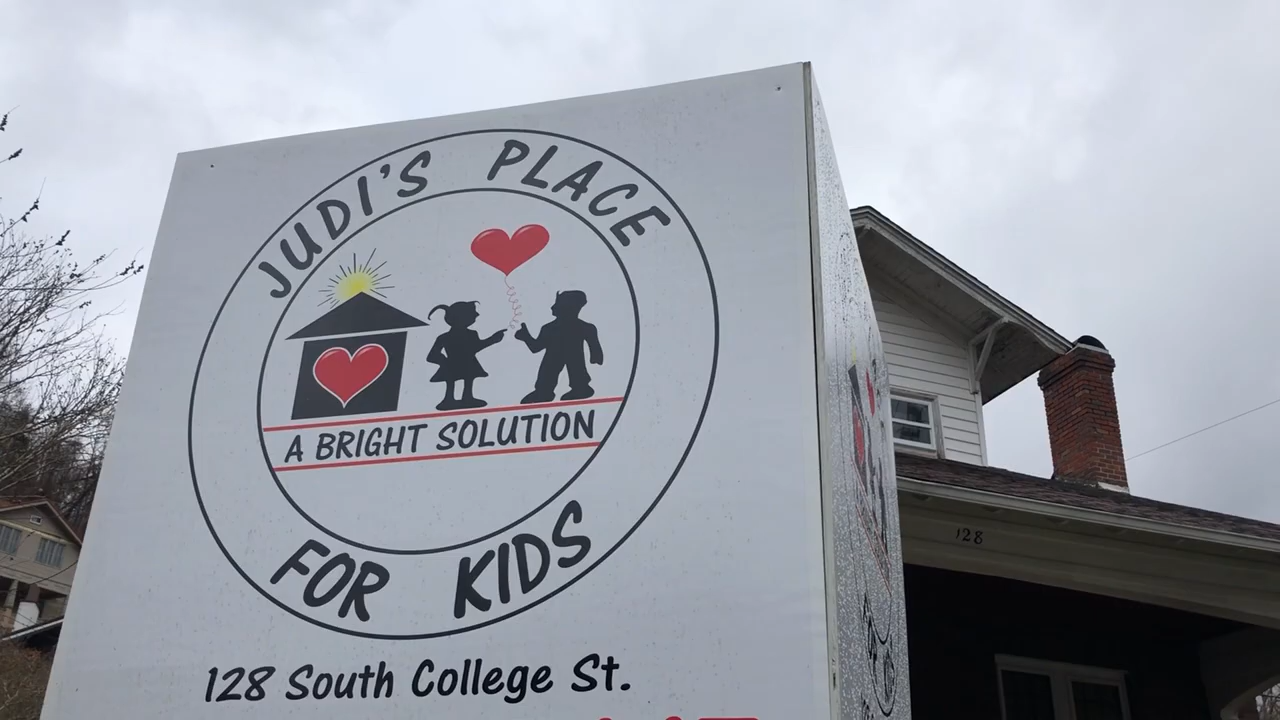 JUDI'S PLACE
A BRIGHT SOLUTION
FOR KIDS
128 South College St.
128